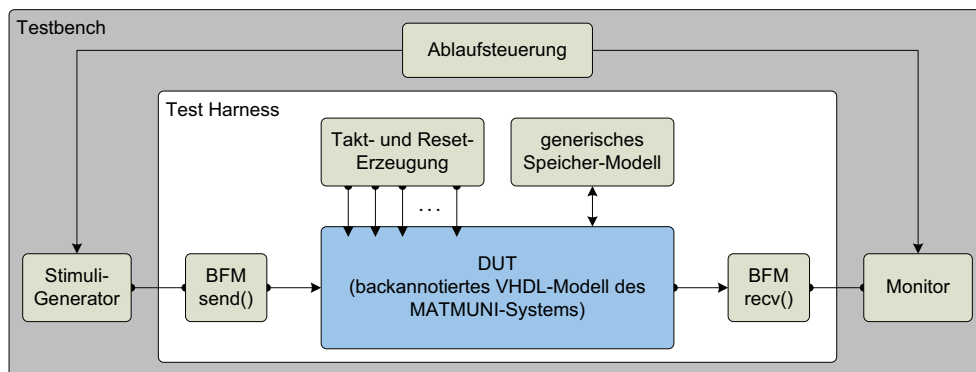 Testbench
Ablaufsteuerung
Test Harness
Takt- und Reset-
Erzeugung
generisches
Speicher-Modell
...
Stimuli-
Generator
BFM
send()
DUT
(backannotiertes VHDL-Modell des
MATMUNI-Systems)
BFM
recv()
Monitor